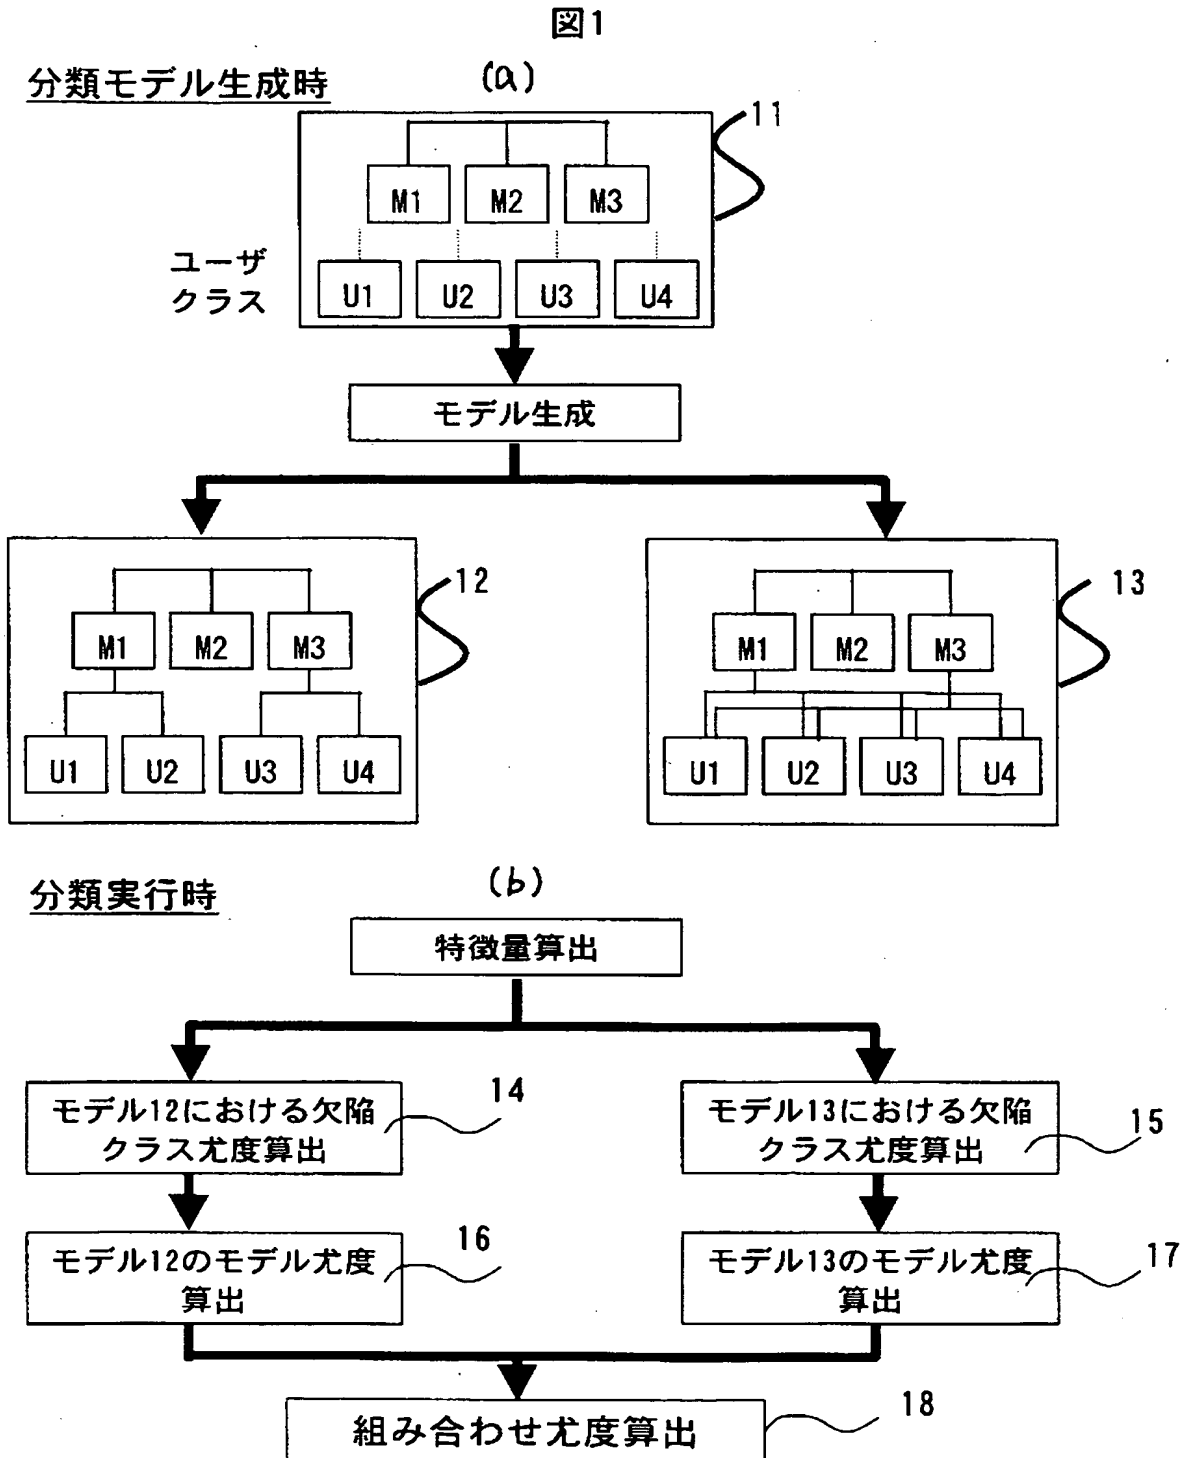 図1
分類モデル生成時
(a)
11
M1 M2 M3
ユーザ
クラス
U1 U2 U3 U4
モデル生成
12
M1 M2 M3
U1 U2 U3 U4
13
M1 M2 M3
U1 U2 U3 U4
分類実行時
(b)
特徴量算出
モデル12における欠陥
クラス尤度算出
14
モデル13における欠陥
クラス尤度算出
15
モデル12のモデル尤度
算出
16
モデル13のモデル尤度
算出
17
組み合わせ尤度算出
18